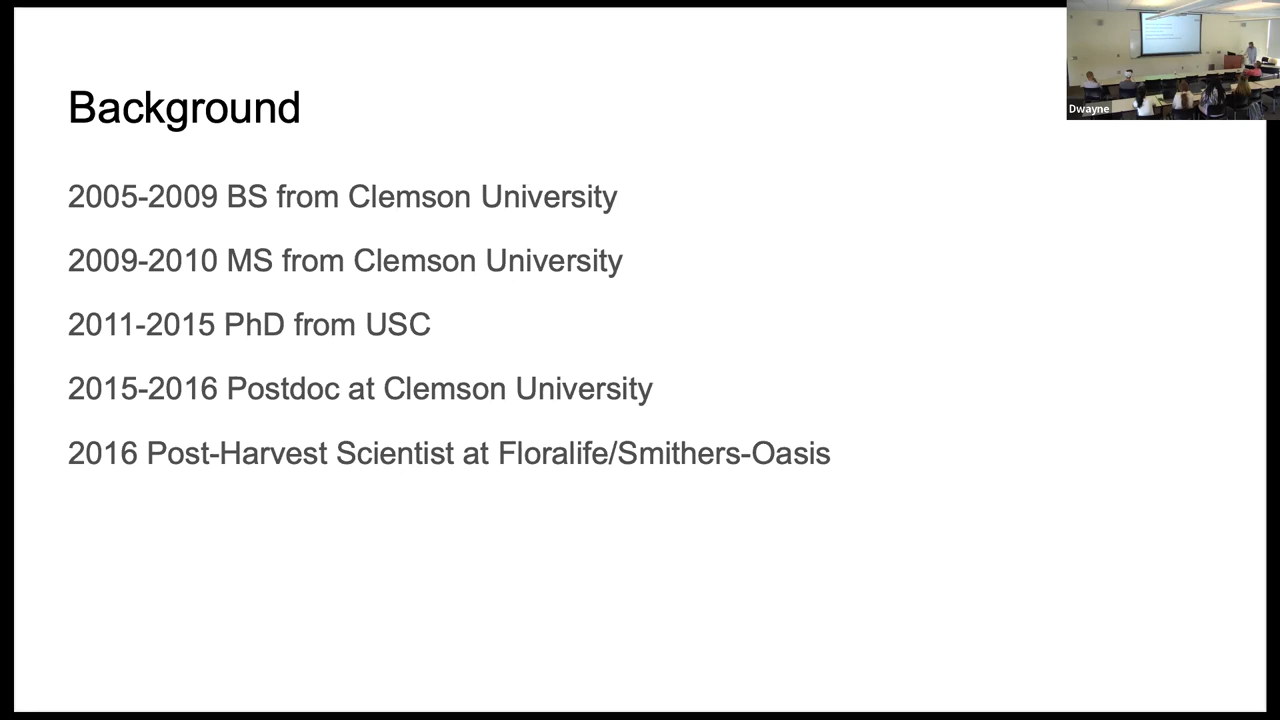 Background
2005-2009 BS from Clemson University
2009-2010 MS from Clemson University
2011-2015 PhD from USC
2015-2016 Postdoc at Clemson University
2016 Post-Harvest Scientist at Floralife/Smithers-Oasis
Dwayne